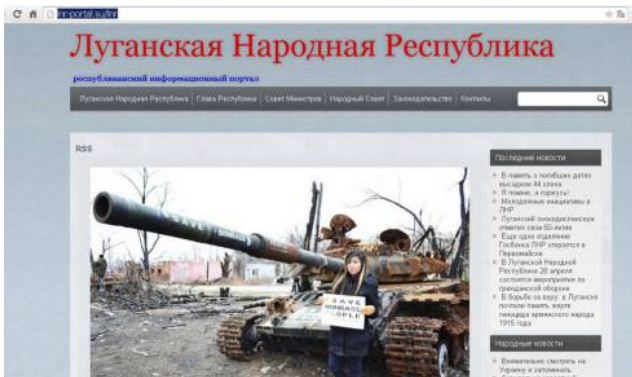 lnr-portal.su/lnr
Луганская Народная Республика
республиканский информационный портал
Луганская Народная Республика
Глава Республики
Совет Министров
Народный Совет
Законодательство
Контакты
RSS
SAVE
DONBASS
PEOPLE
Последние новости
В память о погибших детях
высадили 44 клена
Я помню, я горжусь!
Молодежные инициативы в
ЛНР
Луганский онкодиспансер
отметил свое 60-летие
Еще одно отделение
Госбанка ЛНР откроется в
Первомайске
В Луганской Народной
Республике 28 апреля
состоятся мероприятия по
гражданской обороне
В борьбе за веру: в Луганске
почтили память жертв
геноцида армянского народа
1915 года
Народные новости
Внимательно смотреть на
Украину и запоминать